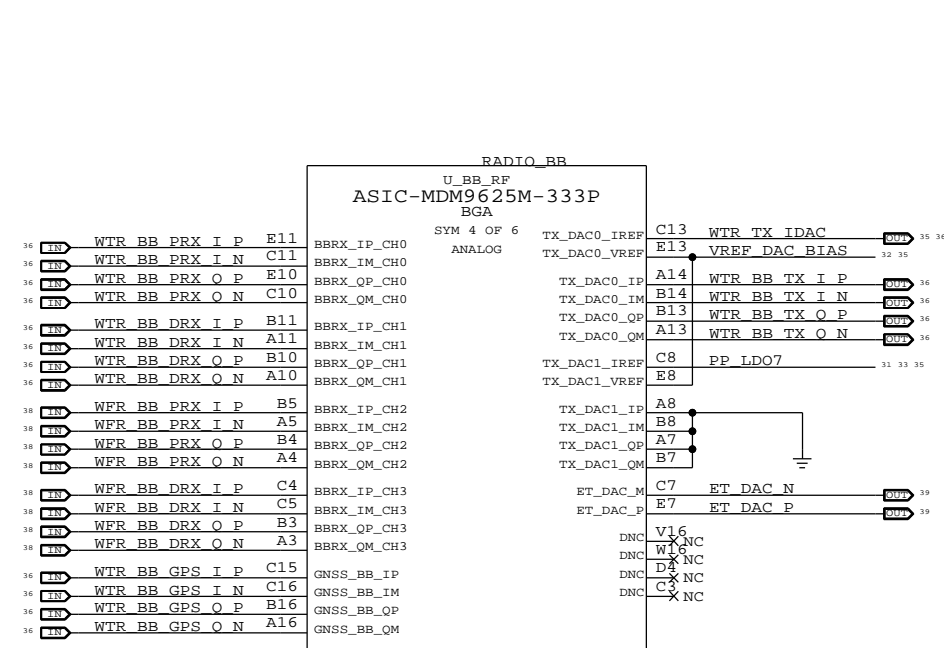 RADIO_BB
U_BB_RF
ASIC-MDM9625M-333P
BGA
SYM 4 OF 6
ANALOG
36 IN WTR_BB_PRX_I_P E11 BBRX_IP_CH0
36 IN WTR_BB_PRX_I_N C11 BBRX_IM_CH0
36 IN WTR_BB_PRX_Q_P E10 BBRX_QP_CH0
36 IN WTR_BB_PRX_Q_N C10 BBRX_QM_CH0
36 IN WTR_BB_DRX_I_P B11 BBRX_IP_CH1
36 IN WTR_BB_DRX_I_N A11 BBRX_IM_CH1
36 IN WTR_BB_DRX_Q_P B10 BBRX_QP_CH1
36 IN WTR_BB_DRX_Q_N A10 BBRX_QM_CH1
38 IN WFR_BB_PRX_I_P B5 BBRX_IP_CH2
38 IN WFR_BB_PRX_I_N A5 BBRX_IM_CH2
38 IN WFR_BB_PRX_Q_P B4 BBRX_QP_CH2
38 IN WFR_BB_PRX_Q_N A4 BBRX_QM_CH2
38 IN WFR_BB_DRX_I_P C4 BBRX_IP_CH3
38 IN WFR_BB_DRX_I_N C5 BBRX_IM_CH3
38 IN WFR_BB_DRX_Q_P B3 BBRX_QP_CH3
38 IN WFR_BB_DRX_Q_N A3 BBRX_QM_CH3
36 IN WTR_BB_GPS_I_P C15 GNSS_BB_IP
36 IN WTR_BB_GPS_I_N C16 GNSS_BB_IM
36 IN WTR_BB_GPS_Q_P B16 GNSS_BB_QP
36 IN WTR_BB_GPS_Q_N A16 GNSS_BB_QM
TX_DAC0_IREF C13 WTR_TX_IDAC OUT 35 36
TX_DAC0_VREF E13 VREF_DAC_BIAS 32 35
TX_DAC0_IP A14 WTR_BB_TX_I_P OUT 36
TX_DAC0_IM B14 WTR_BB_TX_I_N OUT 36
TX_DAC0_QP B13 WTR_BB_TX_Q_P OUT 36
TX_DAC0_QM A13 WTR_BB_TX_Q_N OUT 36
TX_DAC1_IREF C8 PP_LDO7 31 33 35
TX_DAC1_VREF E8
TX_DAC1_IP A8
TX_DAC1_IM B8
TX_DAC1_QP A7
TX_DAC1_QM B7
ET_DAC_M C7 ET_DAC_N OUT 39
ET_DAC_P E7 ET_DAC_P OUT 39
DNC V16 NC
DNC W16 NC
DNC D4 NC
DNC C3 NC